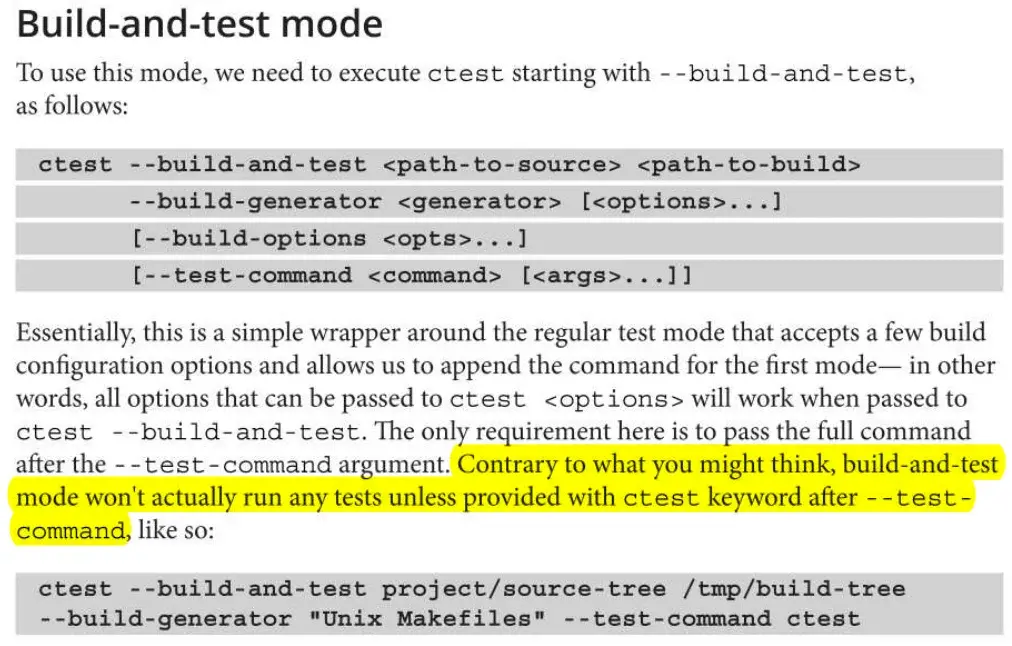 Build-and-test mode
To use this mode, we need to execute ctest starting with --build-and-test,
as follows:
ctest --build-and-test <path-to-source> <path-to-build>
--build-generator <generator> [<options>...]
[--build-options <opts>...]
[--test-command <command> [<args>...]]
Essentially, this is a simple wrapper around the regular test mode that accepts a few build
configuration options and allows us to append the command for the first mode— in other
words, all options that can be passed to ctest <options> will work when passed to
ctest --build-and-test. The only requirement here is to pass the full command
after the --test-command argument. Contrary to what you might think, build-and-test
mode won't actually run any tests unless provided with ctest keyword after --test-
command, like so:
ctest --build-and-test project/source-tree /tmp/build-tree
--build-generator "Unix Makefiles" --test-command ctest